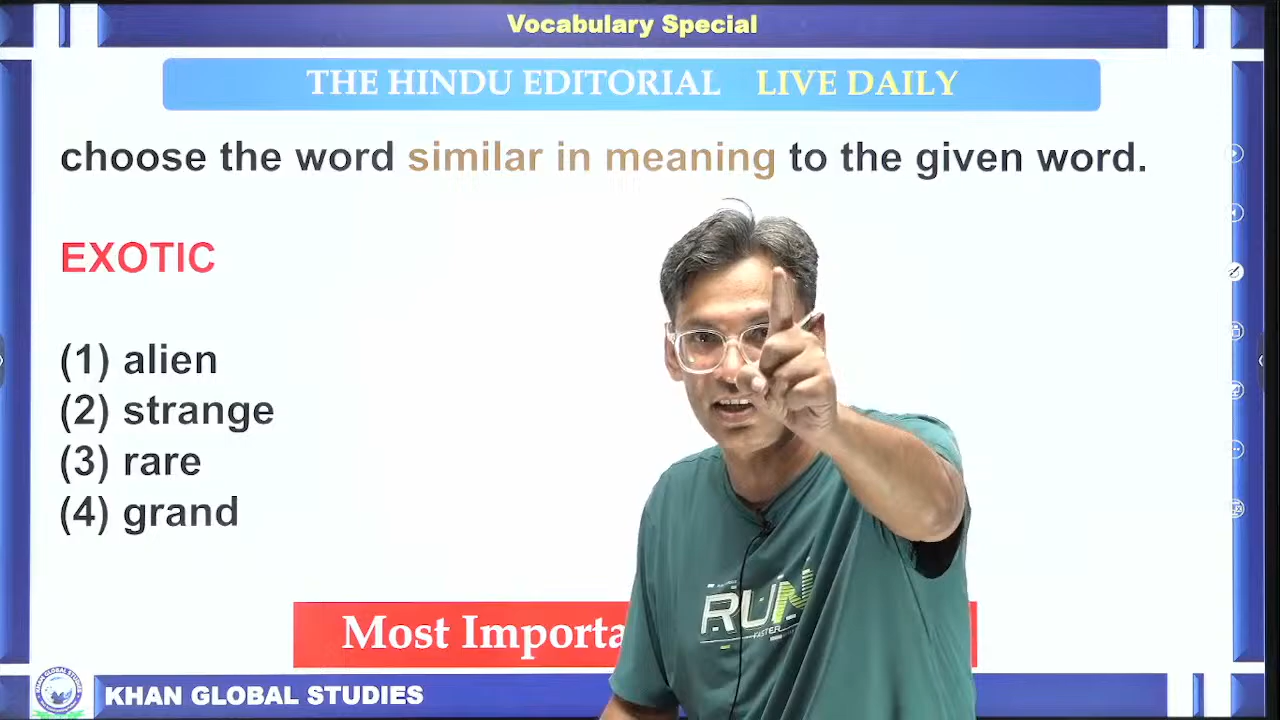 Vocabulary Special
THE HINDU EDITORIAL LIVE DAILY
choose the word similar in meaning to the given word.
EXOTIC
(1) alien
(2) strange
(3) rare
(4) grand
RUN
FASTER
Most
KHAN GLOBAL STUDIES